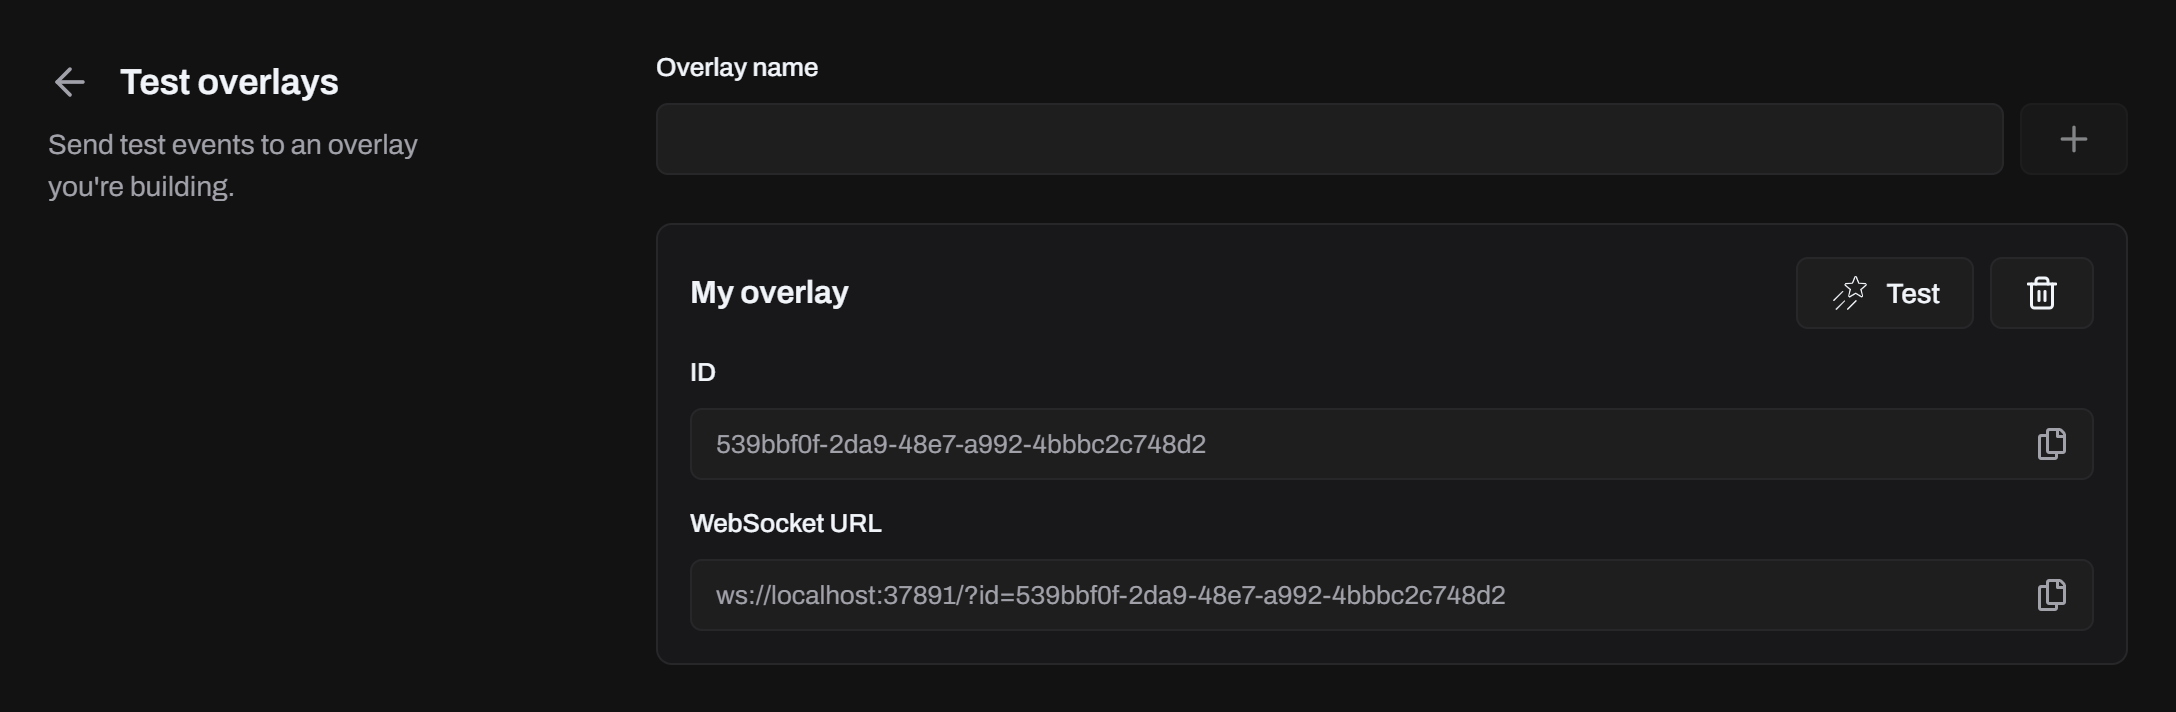 Test overlays
Send test events to an overlay
you're building.
Overlay name
My overlay
Test
ID
539bbf0f-2da9-48e7-a992-4bbbc2c748d2
WebSocket URL
ws://localhost:37891/?id=539bbf0f-2da9-48e7-a992-4bbbc2c748d2